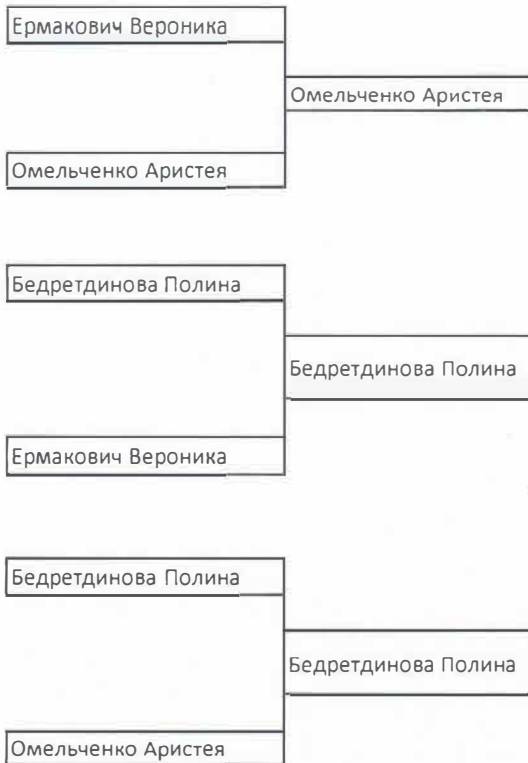 Ермакович Вероника
Омельченко Аристея
Омельченко Аристея
Бедретдинова Полина
Бедретдинова Полина
Ермакович Вероника
Бедретдинова Полина
Бедретдинова Полина
Омельченко Аристея